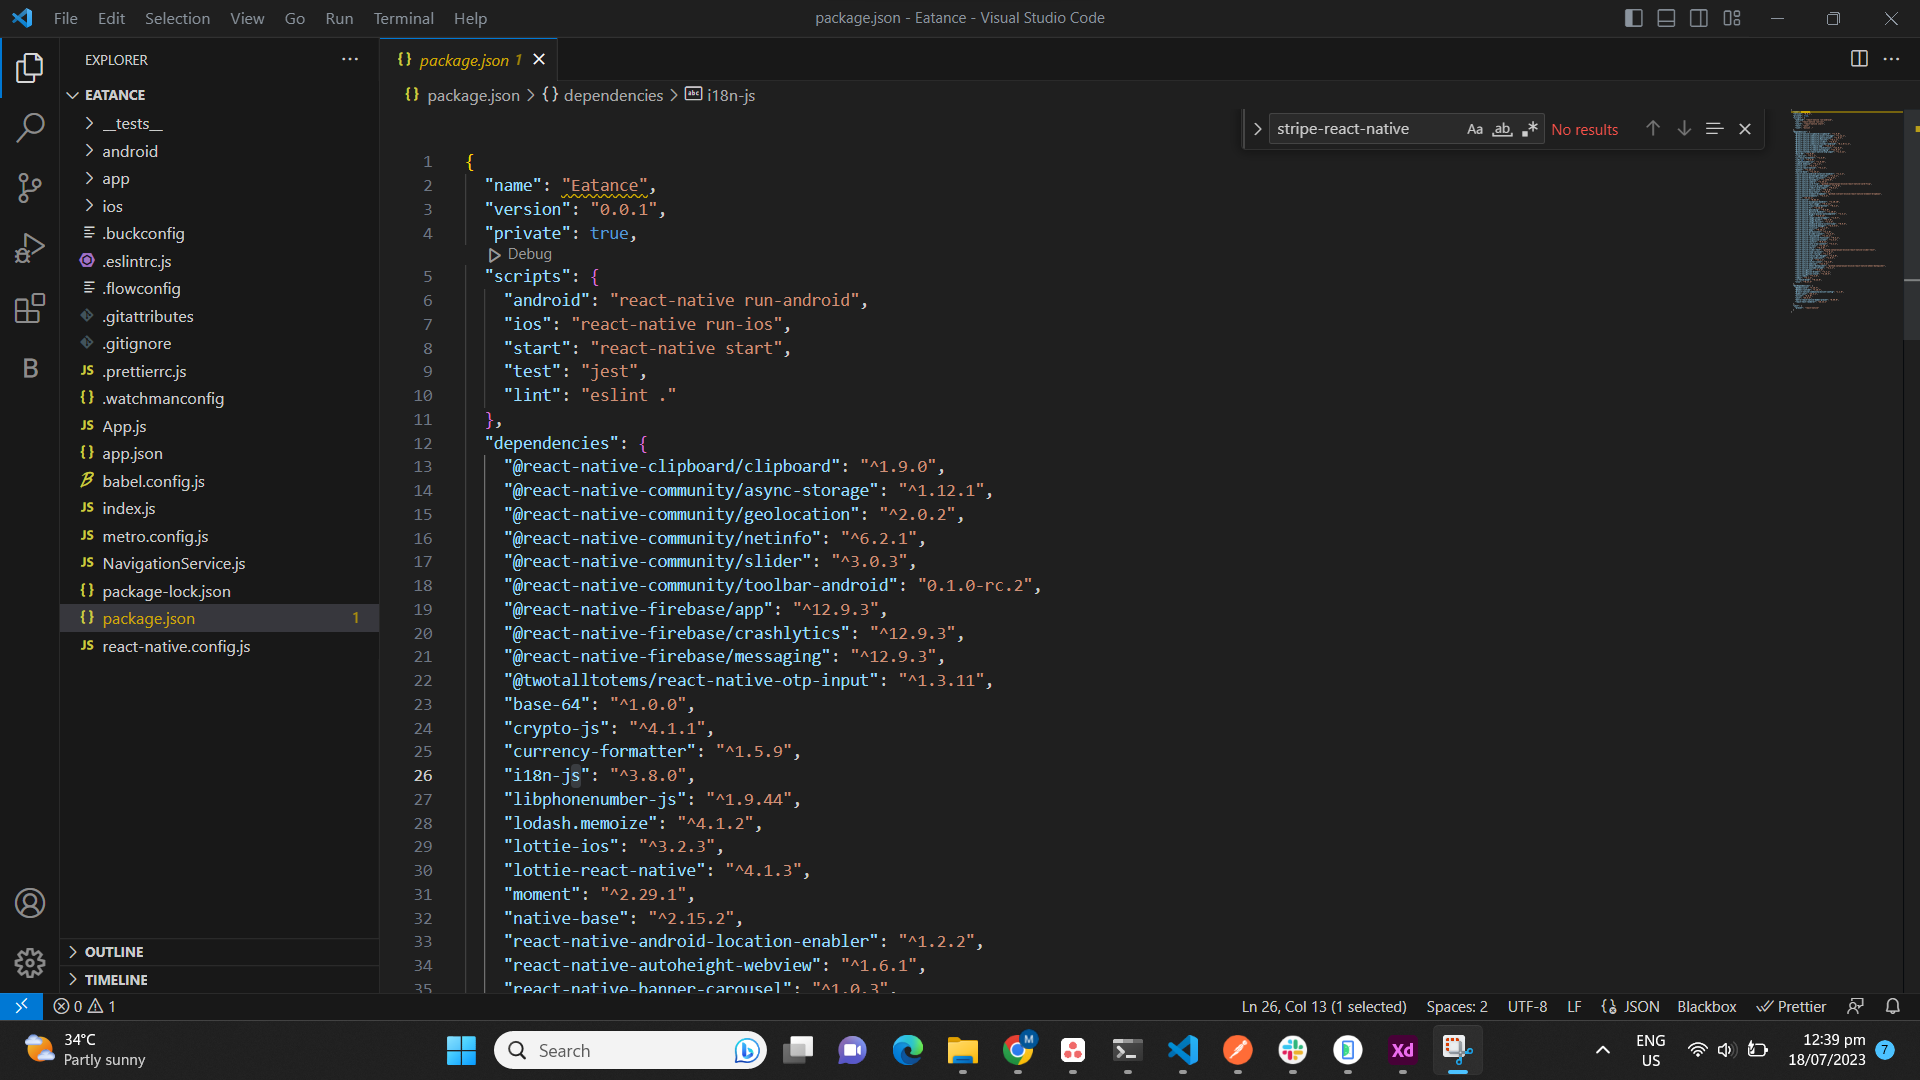 File Edit Selection View Go Run Terminal Help
package.json - Eatance - Visual Studio Code
EXPLORER
EATANCE
__tests__
android
app
ios
.buckconfig
.eslintrc.js
.flowconfig
.gitattributes
.gitignore
.prettierrc.js
.watchmanconfig
App.js
app.json
babel.config.js
index.js
metro.config.js
NavigationService.js
package-lock.json
package.json 1
react-native.config.js
OUTLINE
TIMELINE
package.json 1
package.json > {} dependencies > abc i18n-js
stripe-react-native Aa ab .* No results
1 {
2 "name": "Eatance",
3 "version": "0.0.1",
4 "private": true,
Debug
5 "scripts": {
6 "android": "react-native run-android",
7 "ios": "react-native run-ios",
8 "start": "react-native start",
9 "test": "jest",
10 "lint": "eslint ."
11 },
12 "dependencies": {
13 "@react-native-clipboard/clipboard": "^1.9.0",
14 "@react-native-community/async-storage": "^1.12.1",
15 "@react-native-community/geolocation": "^2.0.2",
16 "@react-native-community/netinfo": "^6.2.1",
17 "@react-native-community/slider": "^3.0.3",
18 "@react-native-community/toolbar-android": "0.1.0-rc.2",
19 "@react-native-firebase/app": "^12.9.3",
20 "@react-native-firebase/crashlytics": "^12.9.3",
21 "@react-native-firebase/messaging": "^12.9.3",
22 "@twotalltotems/react-native-otp-input": "^1.3.11",
23 "base-64": "^1.0.0",
24 "crypto-js": "^4.1.1",
25 "currency-formatter": "^1.5.9",
26 "i18n-js": "^3.8.0",
27 "libphonenumber-js": "^1.9.44",
28 "lodash.memoize": "^4.1.2",
29 "lottie-ios": "^3.2.3",
30 "lottie-react-native": "^4.1.3",
31 "moment": "^2.29.1",
32 "native-base": "^2.15.2",
33 "react-native-android-location-enabler": "^1.2.2",
34 "react-native-autoheight-webview": "^1.6.1",
35 "react-native-banner-carousel": "^1.0.3",
0 1
Ln 26, Col 13 (1 selected) Spaces: 2 UTF-8 LF {} JSON Blackbox Prettier
34°C
Partly sunny
Search
M
Xd
ENG
US
12:39 pm
18/07/2023
7